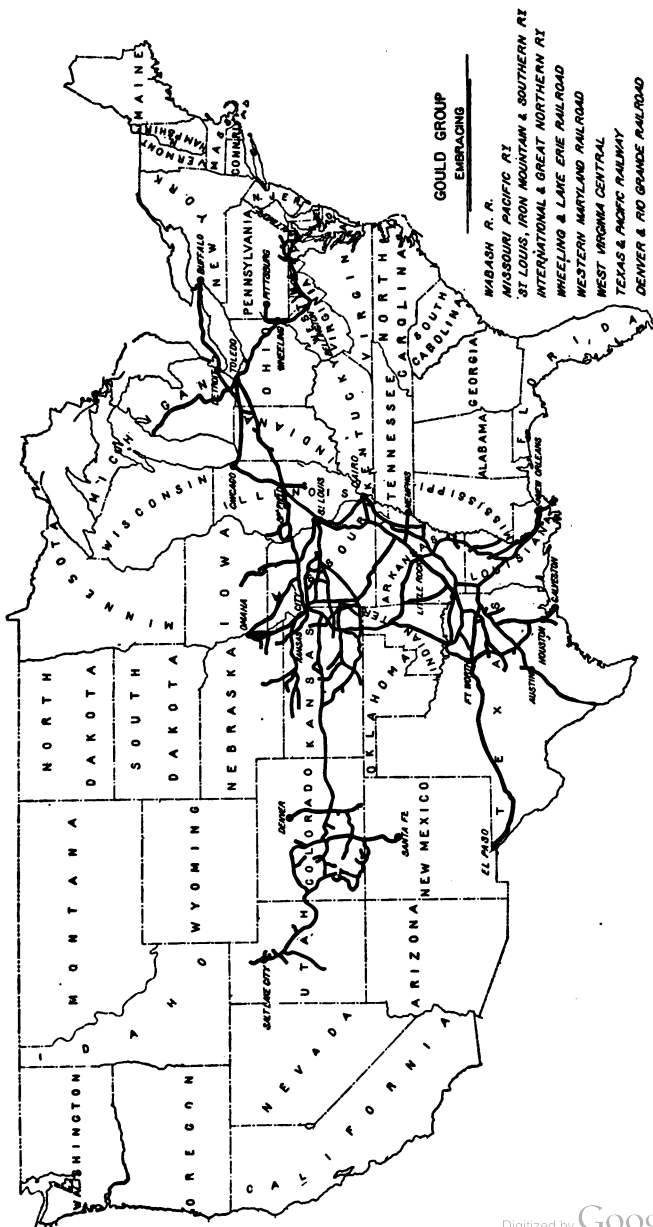 WASHINGTON
OREGON
CALIFORNIA
NEVADA
IDAHO
MONTANA
WYOMING
UTAH
SALT LAKE CITY
COLORADO
DENVER
ARIZONA
NEW MEXICO
SANTA FE
EL PASO
NORTH
DAKOTA
SOUTH
DAKOTA
NEBRASKA
KANSAS
OKLAHOMA
INDIAN
TER
TEXAS
FT WORTH
AUSTIN
HOUSTON
GALVESTON
MINNESOTA
IOWA
OMAHA
KANSAS
CITY
MISSOURI
ST LOUIS
ARKANSAS
LITTLE ROCK
LOUISIANA
NEW ORLEANS
WISCONSIN
ILLINOIS
CHICAGO
CAIRO
MEMPHIS
MISSISSIPPI
MICHIGAN
DETROIT
TOLEDO
INDIANA
OHIO
KENTUCKY
TENNESSEE
ALABAMA
GEORGIA
FLORIDA
SOUTH
CAROLINA
NORTH
CAROLINA
VIRGINIA
WEST
VIRGINIA
WHEELING
PITTSBURG
PENNSYLVANIA
BUFFALO
NEW YORK
VERMONT
HAMPSHIRE
MAINE
MASS
CONN
GOULD GROUP
EMBRACING
WABASH R. R.
MISSOURI PACIFIC RY
ST LOUIS, IRON MOUNTAIN & SOUTHERN RY
INTERNATIONAL & GREAT NORTHERN RY
WHEELING & LAKE ERIE RAILROAD
WESTERN MARYLAND RAILROAD
WEST VIRGINIA CENTRAL
TEXAS & PACIFIC RAILWAY
DENVER & RIO GRANDE RAILROAD
Digitized by Goo